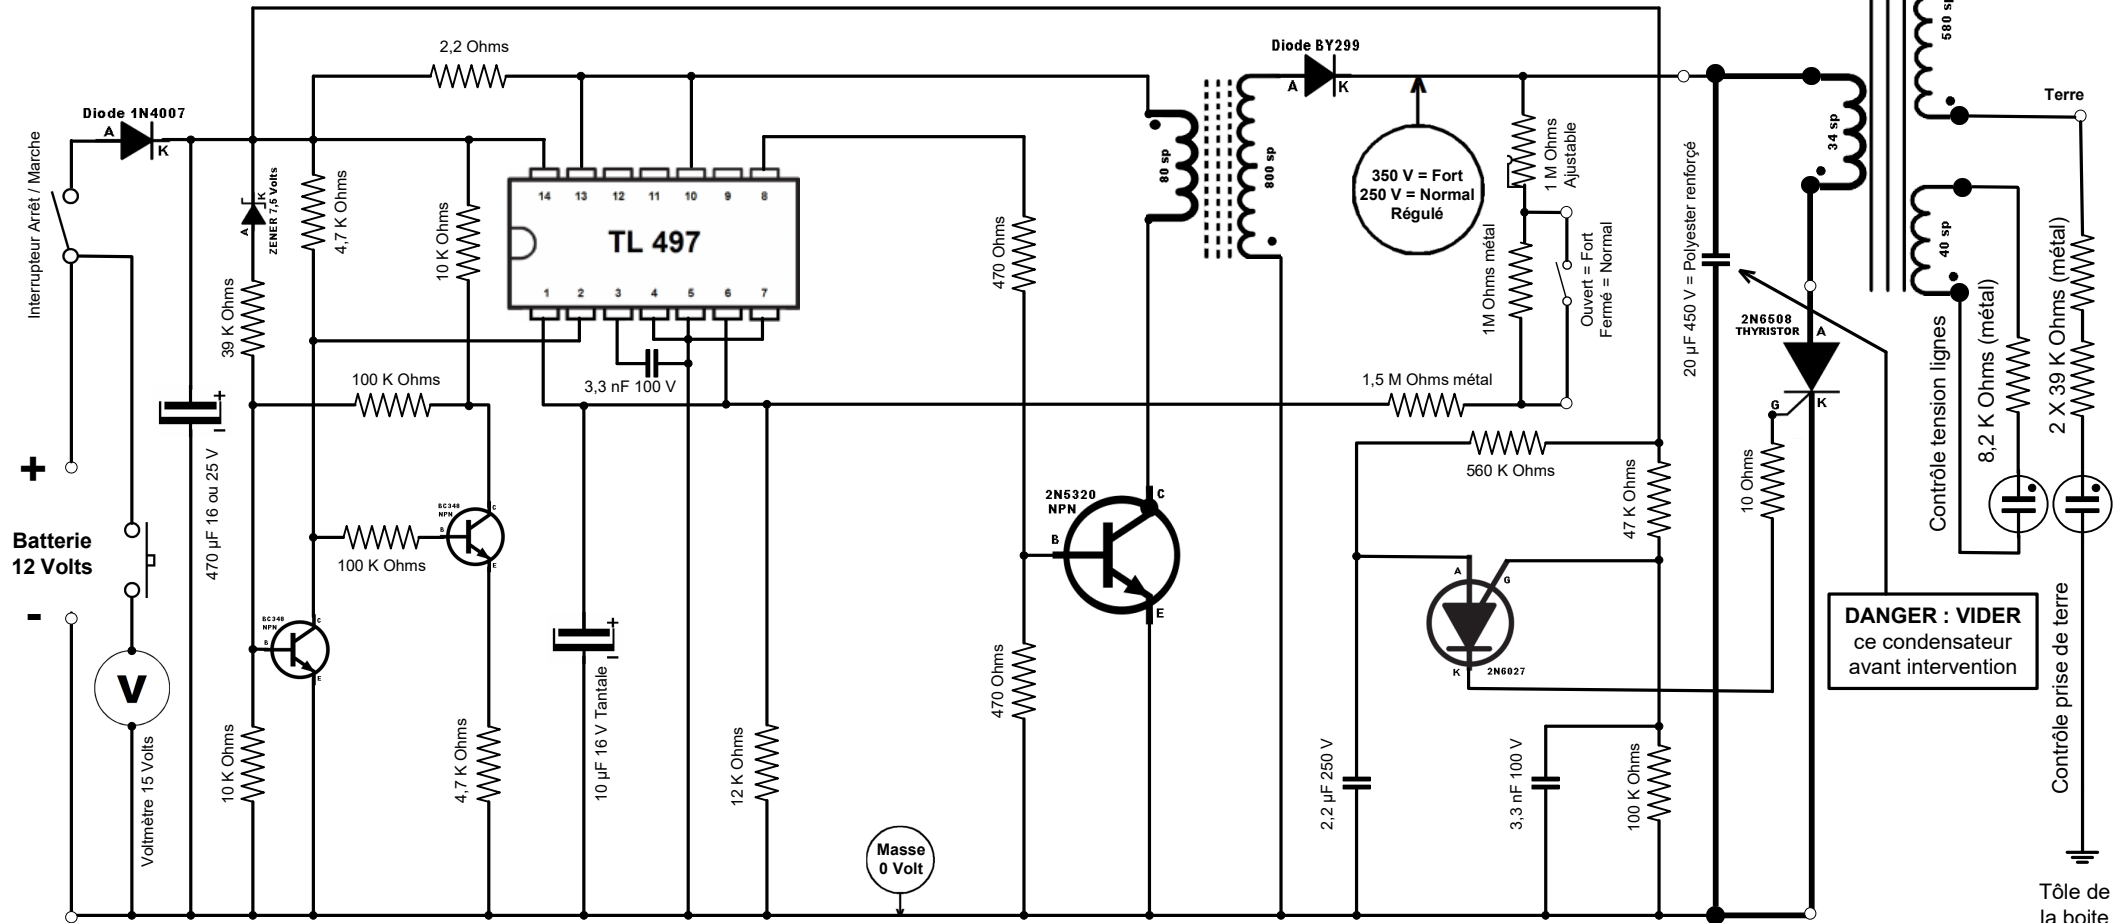 2,2 Ohms
Diode 1N4007
A
K
Interrupteur Arrêt / Marche
K
A
ZENER 7,5 Volts
4,7 K Ohms
10 K Ohms
39 K Ohms
14 13 12 11 10 9 8
TL 497
1 2 3 4 5 6 7
3,3 nF 100 V
100 K Ohms
+
-
470 µF 16 ou 25 V
+
Batterie
12 Volts
-
BC348
NPN
B
C
E
100 K Ohms
BC348
NPN
B
C
E
V
Voltmètre 15 Volts
10 K Ohms
4,7 K Ohms
+
-
10 µF 16 V Tantale
12 K Ohms
470 Ohms
470 Ohms
Masse
0 Volt
2N5320
NPN
B
C
E
80 sp
800 sp
Diode BY299
A
K
350 V = Fort
250 V = Normal
Régulé
1 M Ohms
Ajustable
1M Ohms métal
Ouvert = Fort
Fermé = Normal
1,5 M Ohms métal
560 K Ohms
47 K Ohms
A
G
K
2N6027
2,2 µF 250 V
3,3 nF 100 V
100 K Ohms
20 µF 450 V = Polyester renforçé
34 sp
580 sp
40 sp
Terre
2N6508
THYRISTOR
A
G
K
10 Ohms
DANGER : VIDER
ce condensateur
avant intervention
Contrôle tension lignes
8,2 K Ohms (métal)
2 X 39 K Ohms (métal)
Contrôle prise de terre
Tôle de
la boite